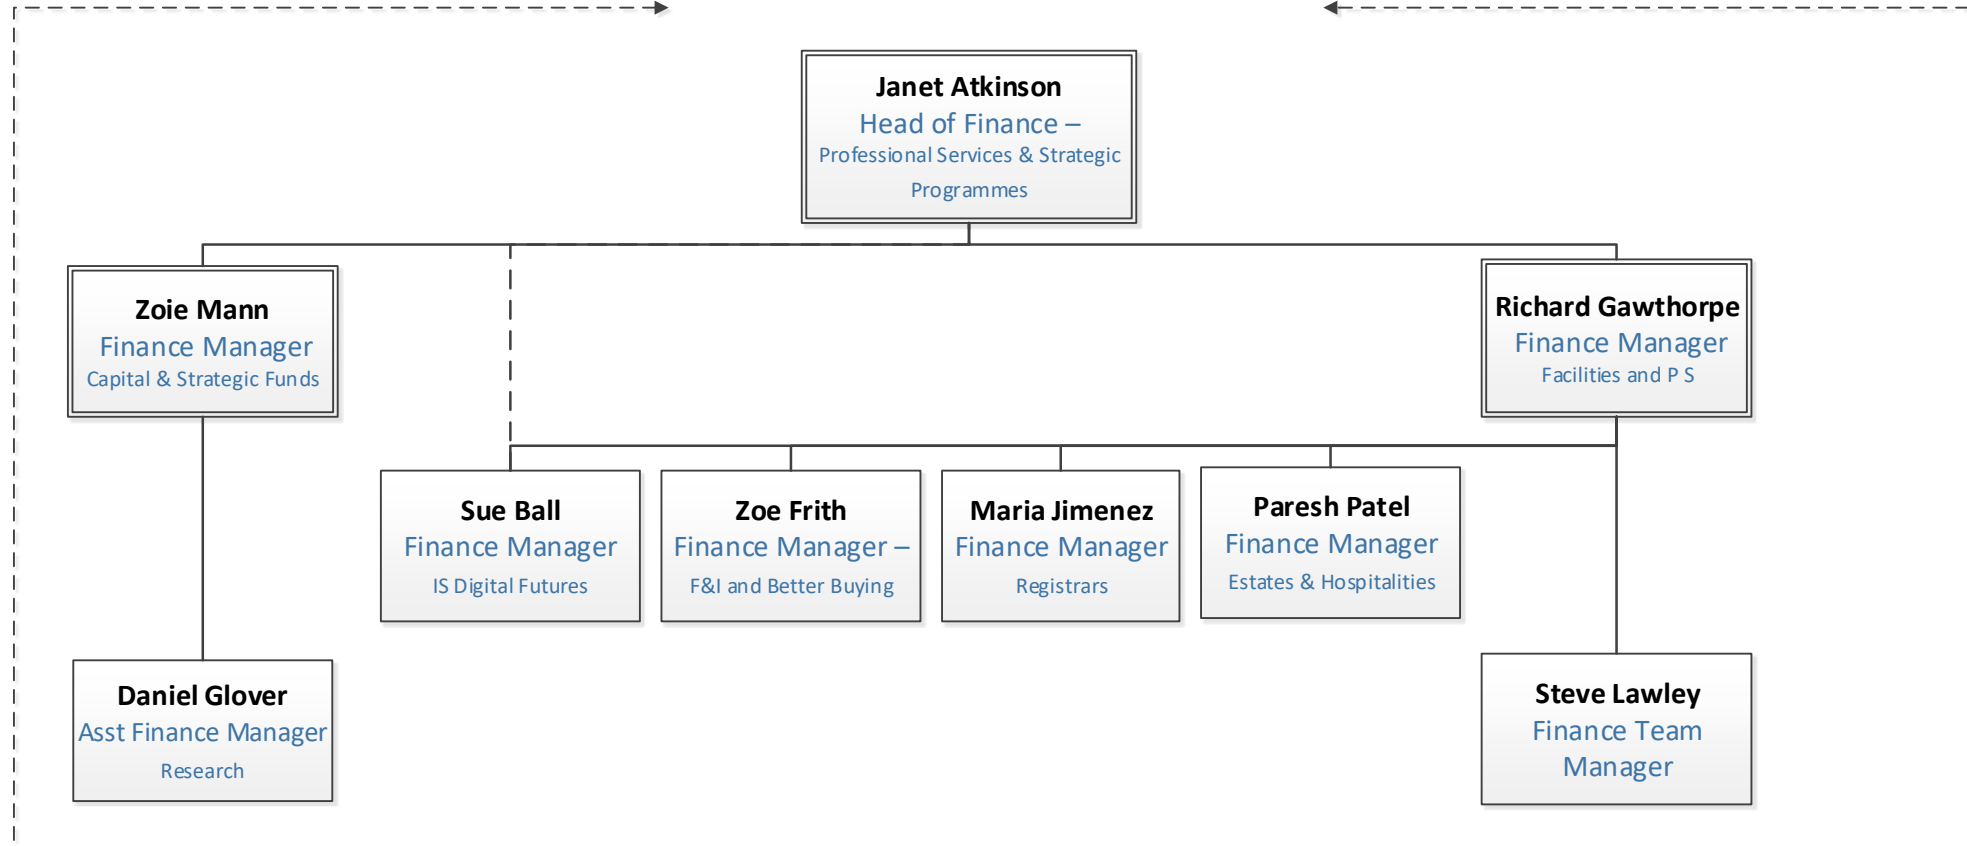 Janet Atkinson
Head of Finance –
Professional Services & Strategic
Programmes
Zoie Mann
Finance Manager
Capital & Strategic Funds
Richard Gawthorpe
Finance Manager
Facilities and P S
Sue Ball
Finance Manager
IS Digital Futures
Zoe Frith
Finance Manager –
F&I and Better Buying
Maria Jimenez
Finance Manager
Registrars
Paresh Patel
Finance Manager
Estates & Hospitalities
Daniel Glover
Asst Finance Manager
Research
Steve Lawley
Finance Team
Manager